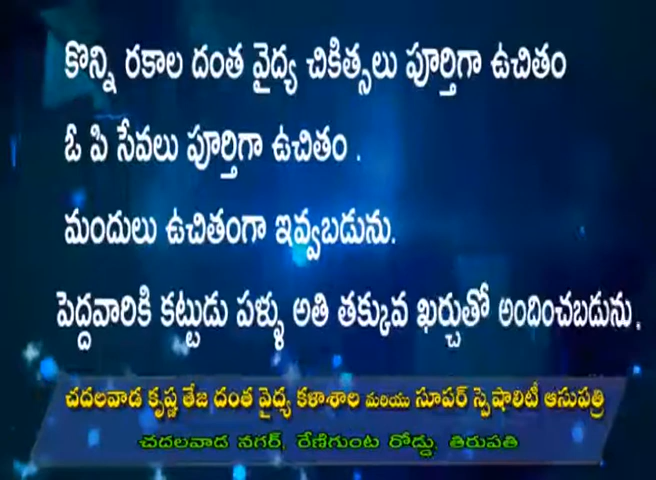 కొన్ని రకాల దంత వైద్య చికిత్సలు పూర్తిగా ఉచితం
ఓ పి సేవలు పూర్తిగా ఉచితం .
మందులు ఉచితంగా ఇవ్వబడును.
పెద్దవారికి కట్టుడు పళ్ళు అతి తక్కువ ఖర్చుతో అందించబడును.
చదలవాడ కృష్ణ తేజ దంత వైద్య కళాశాల మరియు సూపర్ స్పెషాలిటీ ఆసుపత్రి
చదలవాద నగర్, రేణిగుంట రోడ్డు, తిరుపతి